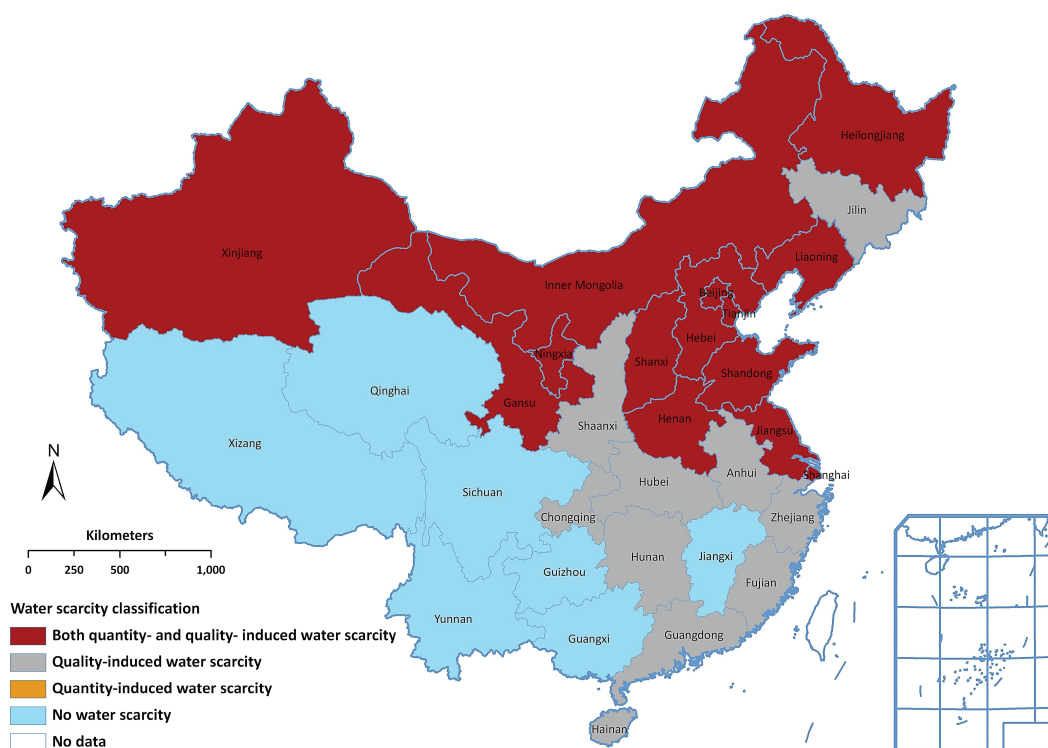 Heilongjiang
Jilin
Xinjiang
Liaoning
Inner Mongolia
Beijing
Tianjin
Hebei
Ningxia
Shanxi
Shandong
Qinghai
Gansu
Henan
Shaanxi
Jiangsu
Xizang
N
Anhui
Shanghai
Sichuan
Hubei
Chongqing
Zhejiang
Kilometers
0 250 500 1,000
Hunan
Jiangxi
Guizhou
Fujian
Yunnan
Guangxi
Guangdong
Hainan
Water scarcity classification
Both quantity- and quality- induced water scarcity
Quality-induced water scarcity
Quantity-induced water scarcity
No water scarcity
No data